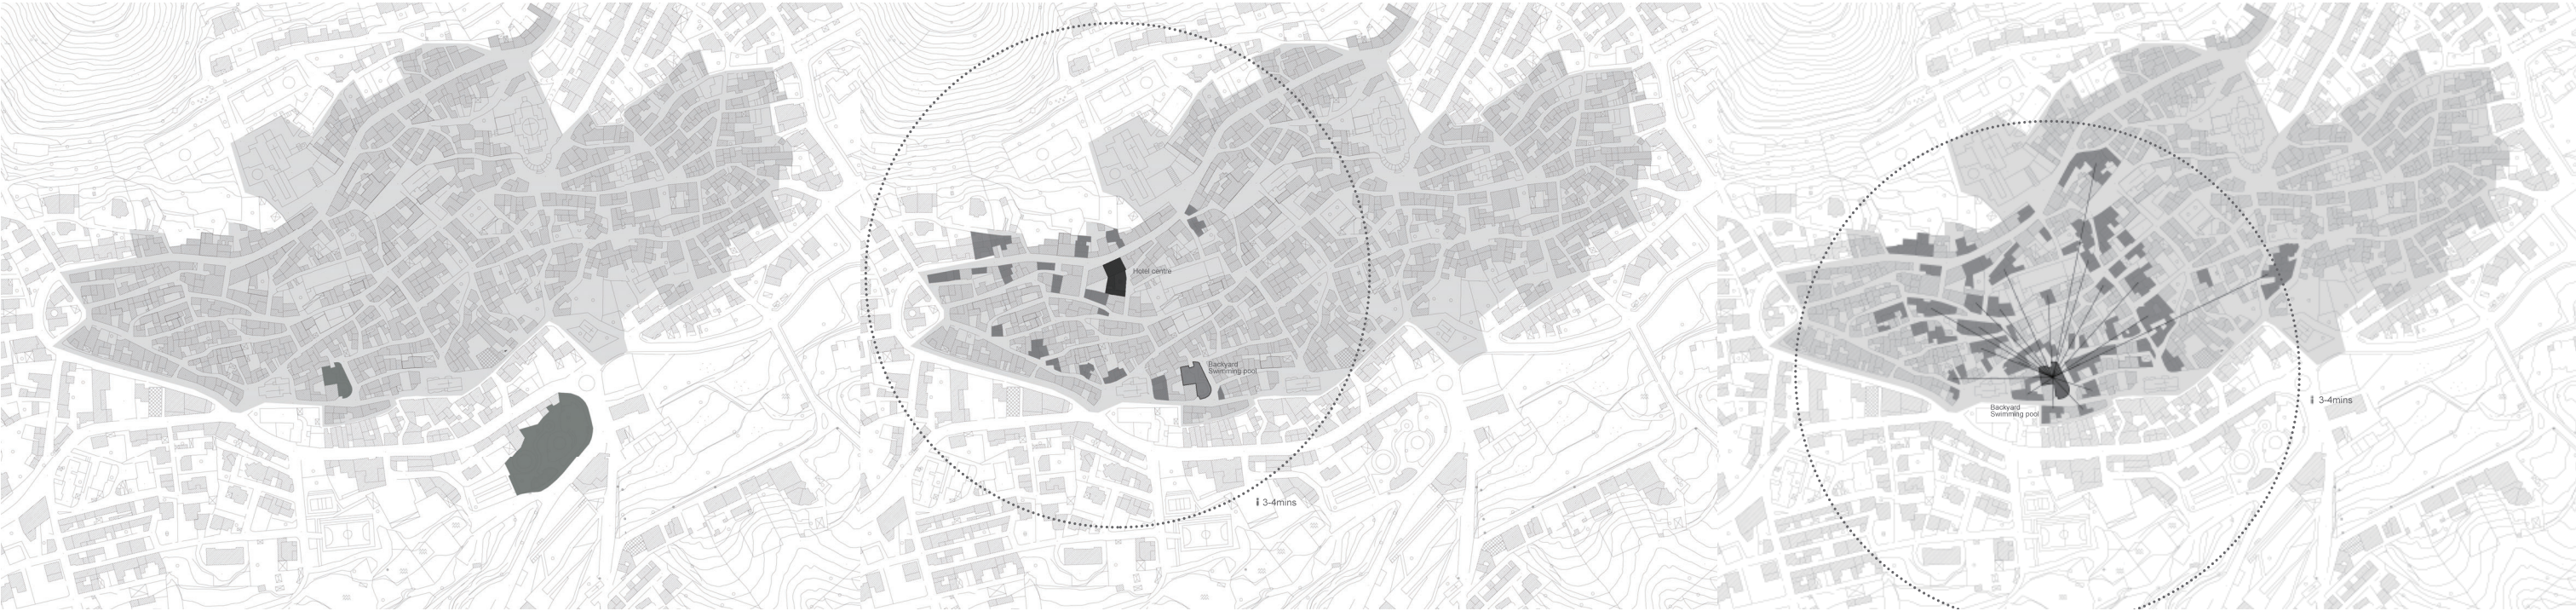 Hotel centre
Backyard
Swimming pool
3-4mins
3-4mins
Backyard
Swimming pool